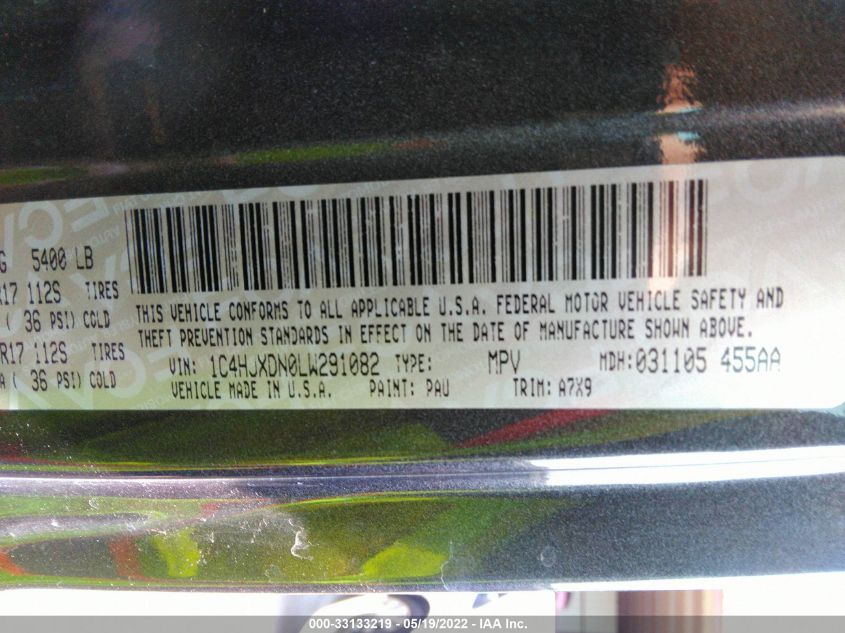 G 5400 LB
R17 112S TIRES
( 36 PSI) COLD
R17 112S TIRES
A ( 36 PSI) COLD
THIS VEHICLE CONFORMS TO ALL APPLICABLE U.S.A. FEDERAL MOTOR VEHICLE SAFETY AND
THEFT PREVENTION STANDARDS IN EFFECT ON THE DATE OF MANUFACTURE SHOWN ABOVE.
VIN: 1C4HJXDN0LW291082 TYPE: MPV MDH:031105 455AA
VEHICLE MADE IN U.S.A. PAINT: PAU TRIM: A7X9
000-33133219 - 05/19/2022 - IAA Inc.